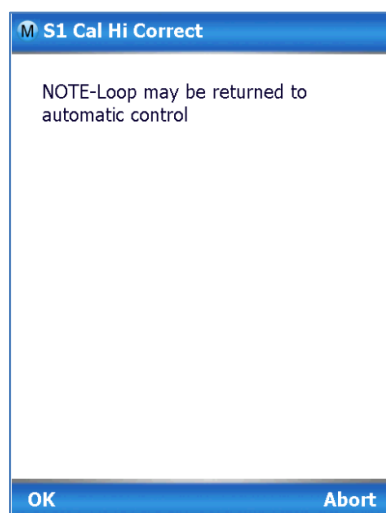 M S1 Cal Hi Correct
NOTE-Loop may be returned to
automatic control
OK Abort